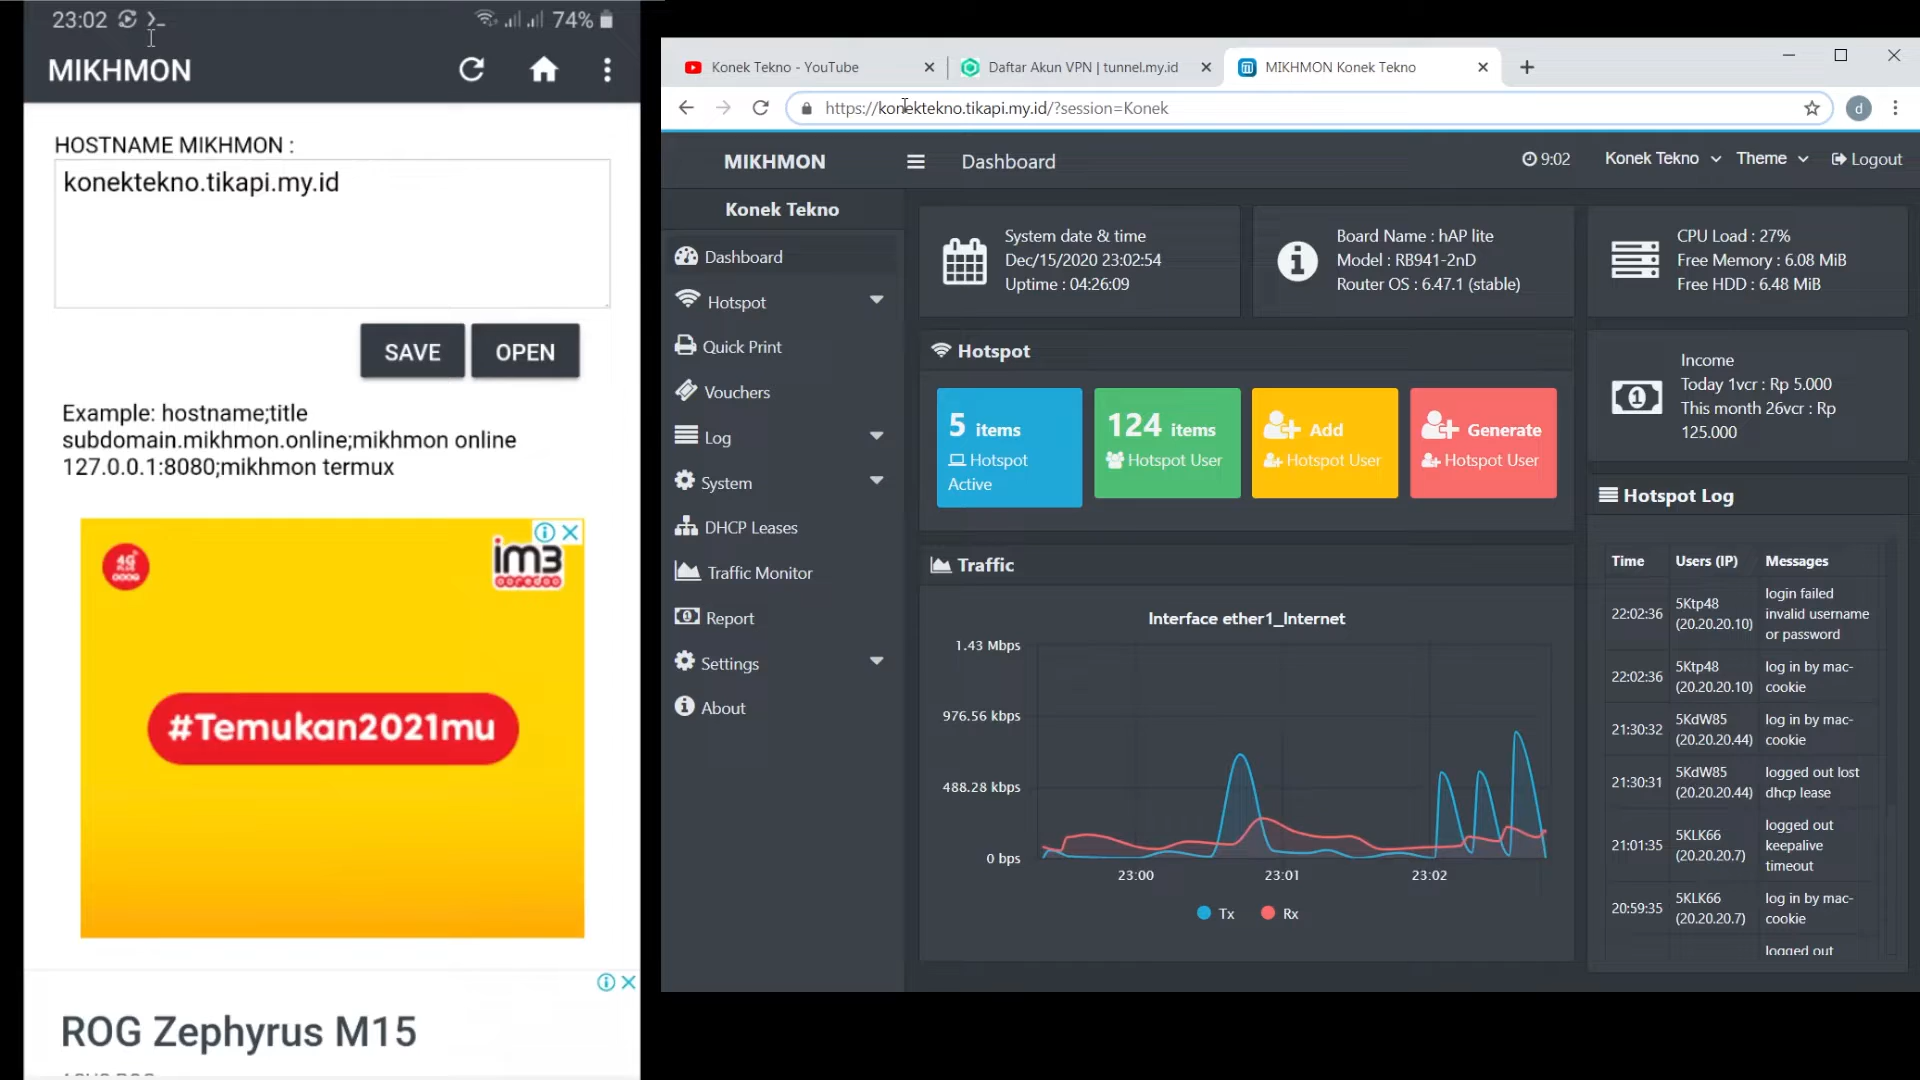 23:02
74%
MIKHMON
HOSTNAME MIKHMON :
konektekno.tikapi.my.id
SAVE
OPEN
Example: hostname;title
subdomain.mikhmon.online;mikhmon online
127.0.0.1:8080;mikhmon termux
4G
im3
ooredoo
#Temukan2021mu
ROG Zephyrus M15
Konek Tekno - YouTube
Daftar Akun VPN | tunnel.my.id
MIKHMON Konek Tekno
https://konektekno.tikapi.my.id/?session=Konek
d
MIKHMON
Dashboard
9:02
Konek Tekno
Theme
Logout
Konek Tekno
Dashboard
Hotspot
Quick Print
Vouchers
Log
System
DHCP Leases
Traffic Monitor
Report
Settings
About
System date & time
Dec/15/2020 23:02:54
Uptime : 04:26:09
Board Name : hAP lite
Model : RB941-2nD
Router OS : 6.47.1 (stable)
CPU Load : 27%
Free Memory : 6.08 MiB
Free HDD : 6.48 MiB
Hotspot
5 items
Hotspot
Active
124 items
Hotspot User
Add
Hotspot User
Generate
Hotspot User
Income
Today 1vcr : Rp 5.000
This month 26vcr : Rp
125.000
Traffic
Interface ether1_Internet
1.43 Mbps
976.56 kbps
488.28 kbps
0 bps
23:00
23:01
23:02
Tx
Rx
Hotspot Log
Time Users (IP) Messages
22:02:36 5Ktp48 (20.20.20.10) login failed invalid username or password
22:02:36 5Ktp48 (20.20.20.10) log in by mac-cookie
21:30:32 5KdW85 (20.20.20.44) log in by mac-cookie
21:30:31 5KdW85 (20.20.20.44) logged out lost dhcp lease
21:01:35 5KLK66 (20.20.20.7) logged out keepalive timeout
20:59:35 5KLK66 (20.20.20.7) log in by mac-cookie
logged out